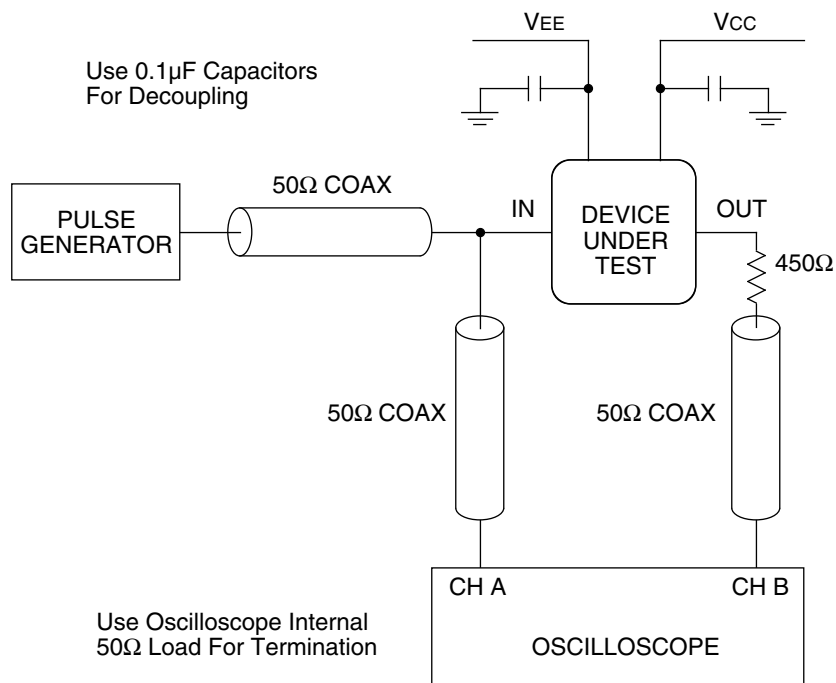 VEE
VCC
Use 0.1µF Capacitors
For Decoupling
50Ω COAX
PULSE
GENERATOR
IN
DEVICE
UNDER
TEST
OUT
450Ω
50Ω COAX
50Ω COAX
CH A
CH B
Use Oscilloscope Internal
50Ω Load For Termination
OSCILLOSCOPE